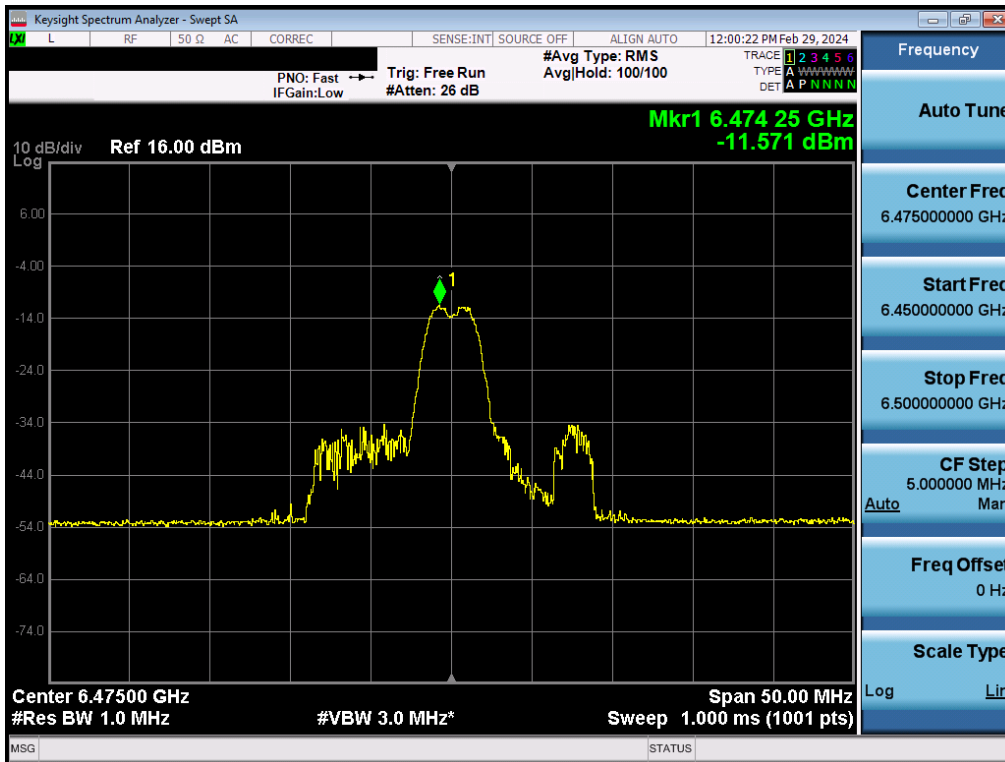 Keysight Spectrum Analyzer - Swept SA
LXI L RF 50 Ω AC CORREC SENSE:INT SOURCE OFF ALIGN AUTO 12:00:22 PM Feb 29, 2024
PNO: Fast
IFGain:Low
Trig: Free Run
#Atten: 26 dB
#Avg Type: RMS
Avg|Hold: 100/100
TRACE 1 2 3 4 5 6
TYPE A W W W W W
DET A P N N N N
Mkr1 6.474 25 GHz
-11.571 dBm
10 dB/div Ref 16.00 dBm
Log
6.00
-4.00
1
-14.0
-24.0
-34.0
-44.0
-54.0
-64.0
-74.0
Center 6.47500 GHz Span 50.00 MHz
#Res BW 1.0 MHz #VBW 3.0 MHz* Sweep 1.000 ms (1001 pts)
MSG STATUS
Frequency
Auto Tune
Center Freq
6.475000000 GHz
Start Freq
6.450000000 GHz
Stop Freq
6.500000000 GHz
CF Step
5.000000 MHz
Auto Man
Freq Offset
0 Hz
Scale Type
Log Lin